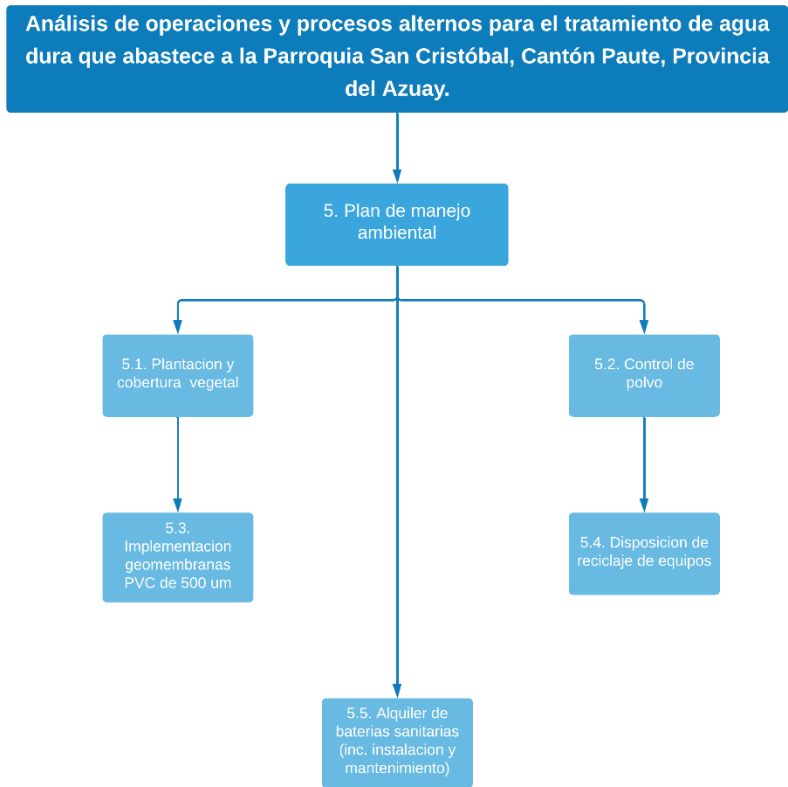 Análisis de operaciones y procesos alternos para el tratamiento de agua
dura que abastece a la Parroquia San Cristóbal, Cantón Paute, Provincia
del Azuay.
5. Plan de manejo
ambiental
5.1. Plantacion y
cobertura vegetal
5.2. Control de
polvo
5.3.
Implementacion
geomembranas
PVC de 500 um
5.4. Disposicion de
reciclaje de equipos
5.5. Alquiler de
baterias sanitarias
(inc. instalacion y
mantenimiento)